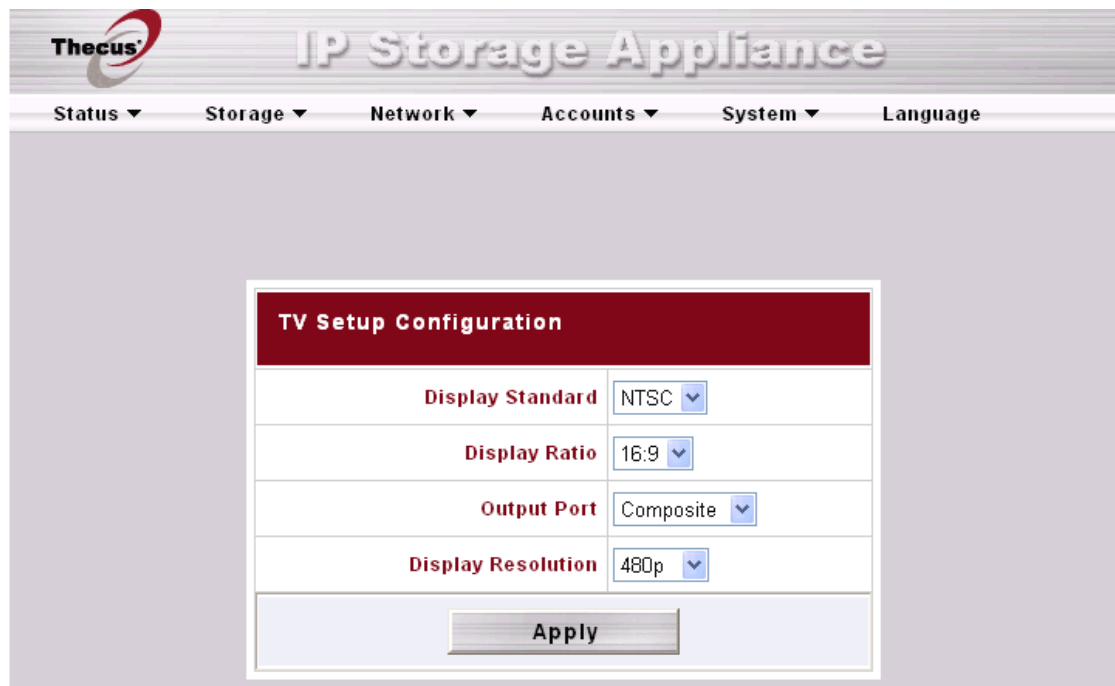 Thecus
IP Storage Appliance
Status Storage Network Accounts System Language
TV Setup Configuration
Display Standard NTSC
Display Ratio 16:9
Output Port Composite
Display Resolution 480p
Apply